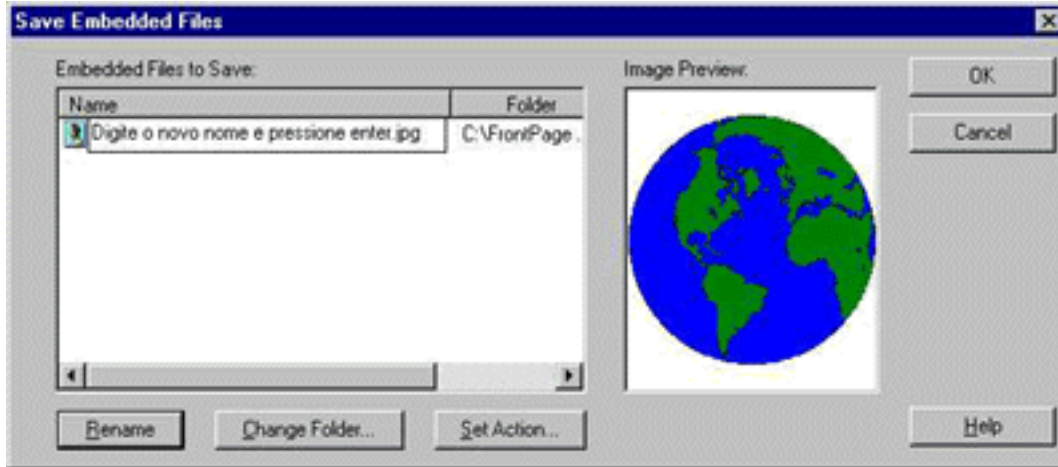 Save Embedded Files
Embedded Files to Save:
Image Preview:
OK
Name Folder
Digite o novo nome e pressione enter.jpg C:\FrontPage .
Cancel
Rename Change Folder... Set Action... Help